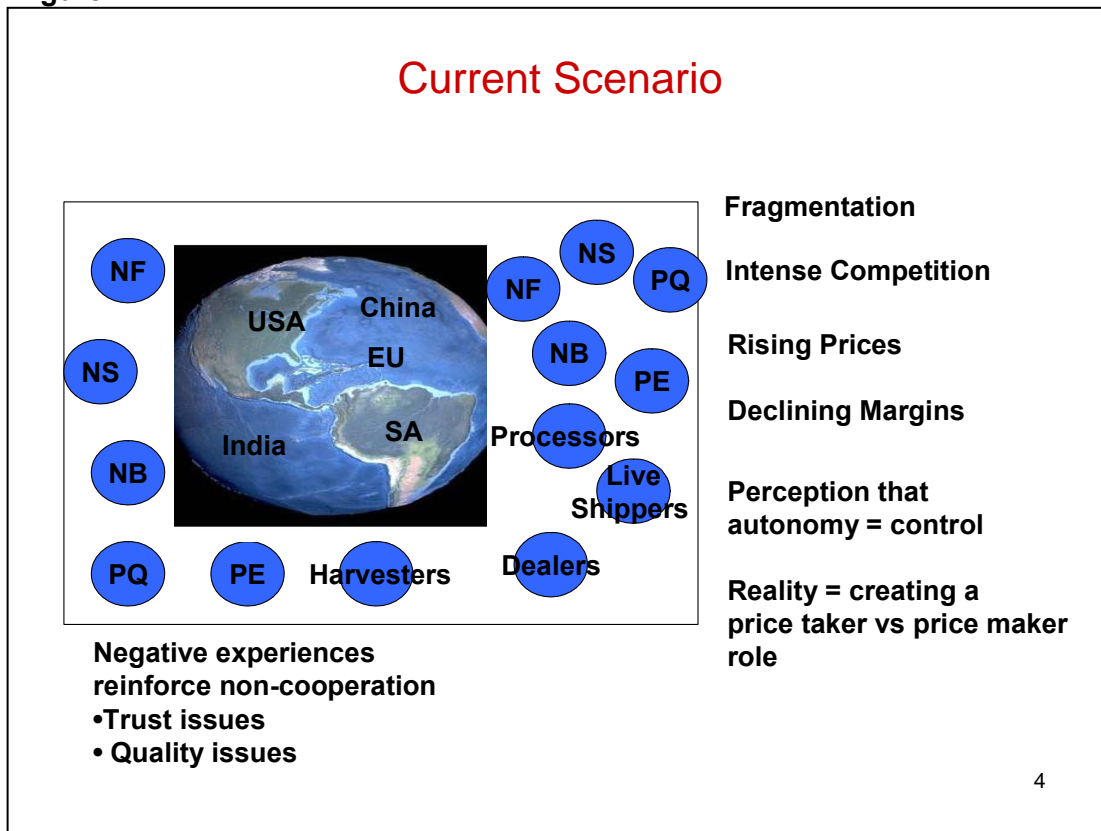 Current Scenario
NF
NS
NB
PQ
PE
Harvesters
USA
China
EU
India
SA
NF
NS
PQ
NB
PE
Processors
Live
Shippers
Dealers
Fragmentation
Intense Competition
Rising Prices
Declining Margins
Perception that
autonomy = control
Reality = creating a
price taker vs price maker
role
Negative experiences
reinforce non-cooperation
•Trust issues
• Quality issues
4